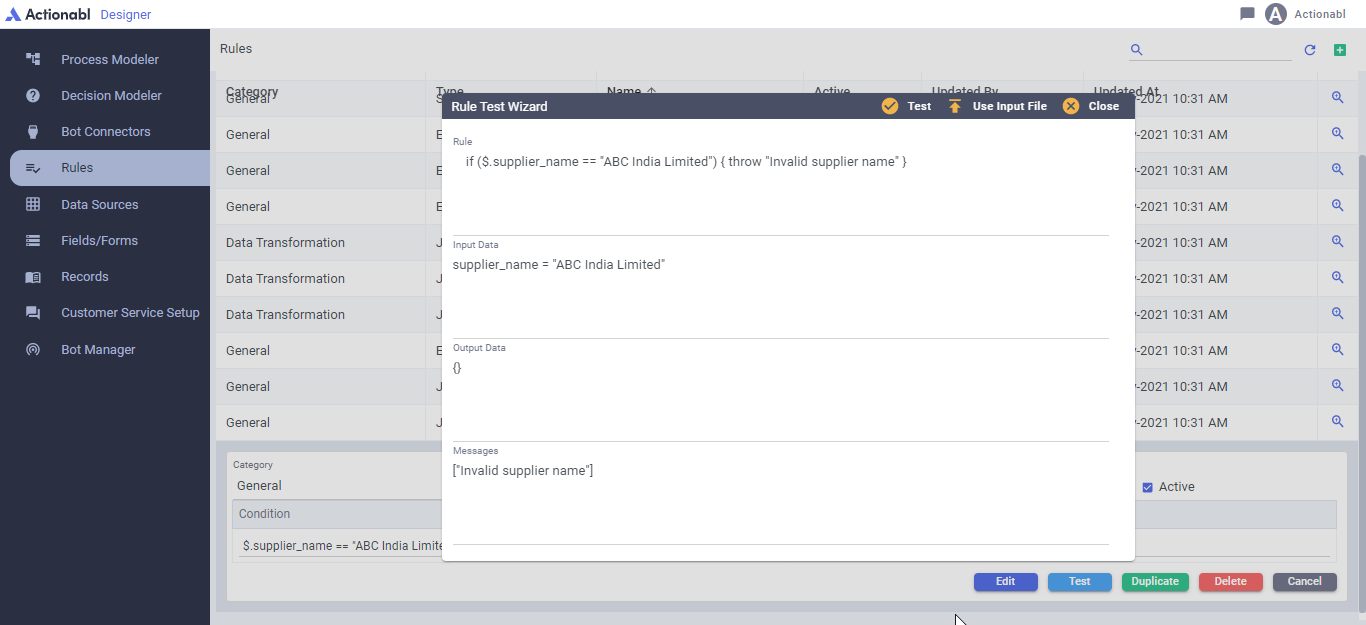 Actionabl Designer
A Actionabl
Process Modeler
Decision Modeler
Bot Connectors
Rules
Data Sources
Fields/Forms
Records
Customer Service Setup
Bot Manager
Rules
Category Type Name Active Updated By Updated At
General S -2021 10:31 AM
General E -2021 10:31 AM
General E -2021 10:31 AM
General E -2021 10:31 AM
Data Transformation J -2021 10:31 AM
Data Transformation J -2021 10:31 AM
Data Transformation J -2021 10:31 AM
General E -2021 10:31 AM
General J -2021 10:31 AM
General J -2021 10:31 AM
Rule Test Wizard Test Use Input File Close
Rule
if ($.supplier_name == "ABC India Limited") { throw "Invalid supplier name" }
Input Data
supplier_name = "ABC India Limited"
Output Data
{}
Messages
["Invalid supplier name"]
Category
General
Active
Condition
$.supplier_name == "ABC India Limite
Edit Test Duplicate Delete Cancel